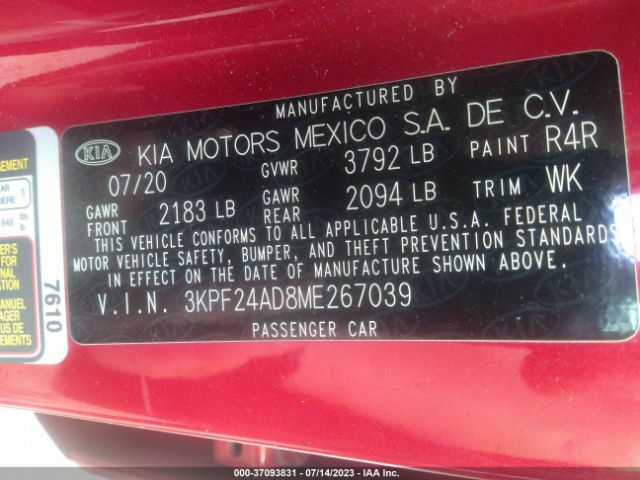 MANUFACTURED BY
KIA KIA MOTORS MEXICO S.A. DE C.V.
07/20 GVWR 3792 LB PAINT R4R
GAWR FRONT 2183 LB GAWR REAR 2094 LB TRIM WK
THIS VEHICLE CONFORMS TO ALL APPLICABLE U.S.A. FEDERAL
MOTOR VEHICLE SAFETY, BUMPER, AND THEFT PREVENTION STANDARDS
IN EFFECT ON THE DATE OF MANUFACTURE SHOWN ABOVE.
V.I.N. 3KPF24AD8ME267039
PASSENGER CAR
7610
000-37093831 - 07/14/2023 - IAA Inc.